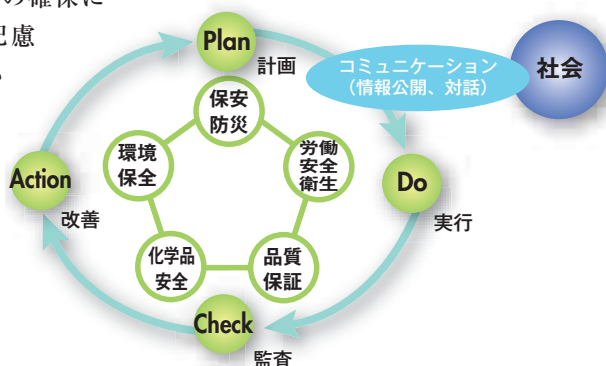 の確保に
配慮
Plan
計画
コミュニケーション
（情報公開、対話）
社会
保安
防災
環境
保全
労働
安全
衛生
Action
改善
Do
実行
化学品
安全
品質
保証
Check
監査